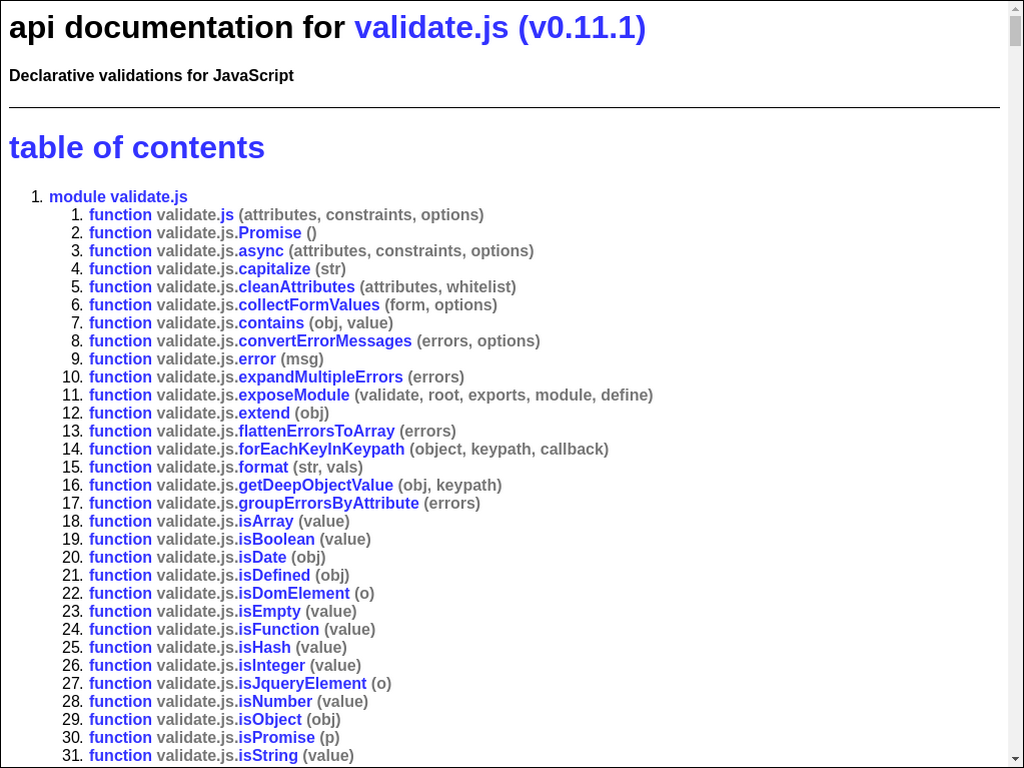 api documentation for validate.js (v0.11.1)
Declarative validations for JavaScript
table of contents
1. module validate.js
1. function validate.js (attributes, constraints, options)
2. function validate.js.Promise ()
3. function validate.js.async (attributes, constraints, options)
4. function validate.js.capitalize (str)
5. function validate.js.cleanAttributes (attributes, whitelist)
6. function validate.js.collectFormValues (form, options)
7. function validate.js.contains (obj, value)
8. function validate.js.convertErrorMessages (errors, options)
9. function validate.js.error (msg)
10. function validate.js.expandMultipleErrors (errors)
11. function validate.js.exposeModule (validate, root, exports, module, define)
12. function validate.js.extend (obj)
13. function validate.js.flattenErrorsToArray (errors)
14. function validate.js.forEachKeyInKeypath (object, keypath, callback)
15. function validate.js.format (str, vals)
16. function validate.js.getDeepObjectValue (obj, keypath)
17. function validate.js.groupErrorsByAttribute (errors)
18. function validate.js.isArray (value)
19. function validate.js.isBoolean (value)
20. function validate.js.isDate (obj)
21. function validate.js.isDefined (obj)
22. function validate.js.isDomElement (o)
23. function validate.js.isEmpty (value)
24. function validate.js.isFunction (value)
25. function validate.js.isHash (value)
26. function validate.js.isInteger (value)
27. function validate.js.isJqueryElement (o)
28. function validate.js.isNumber (value)
29. function validate.js.isObject (obj)
30. function validate.js.isPromise (p)
31. function validate.js.isString (value)